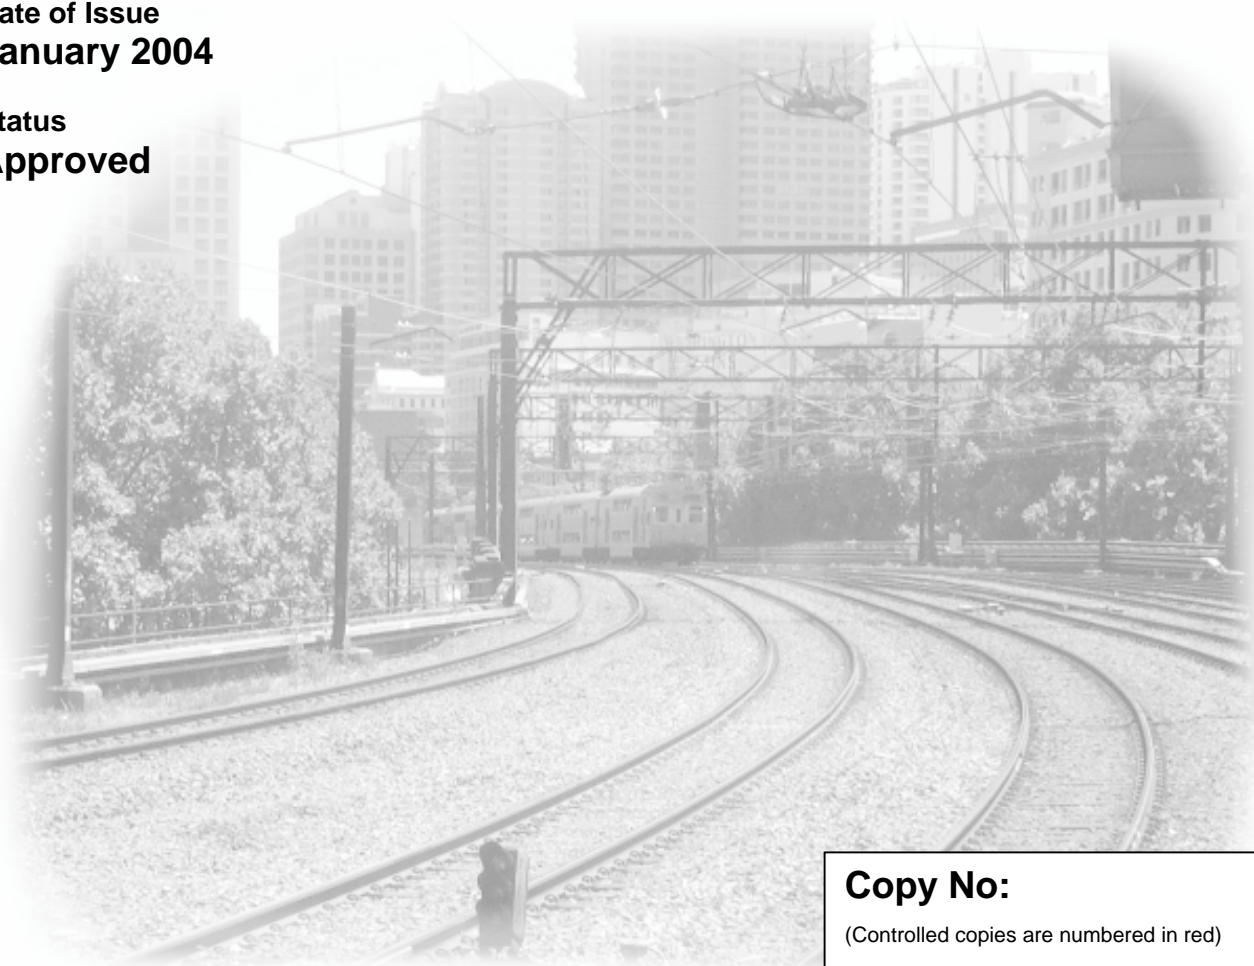 ate of Issue
anuary 2004
tatus
Approved
Copy No:
(Controlled copies are numbered in red)